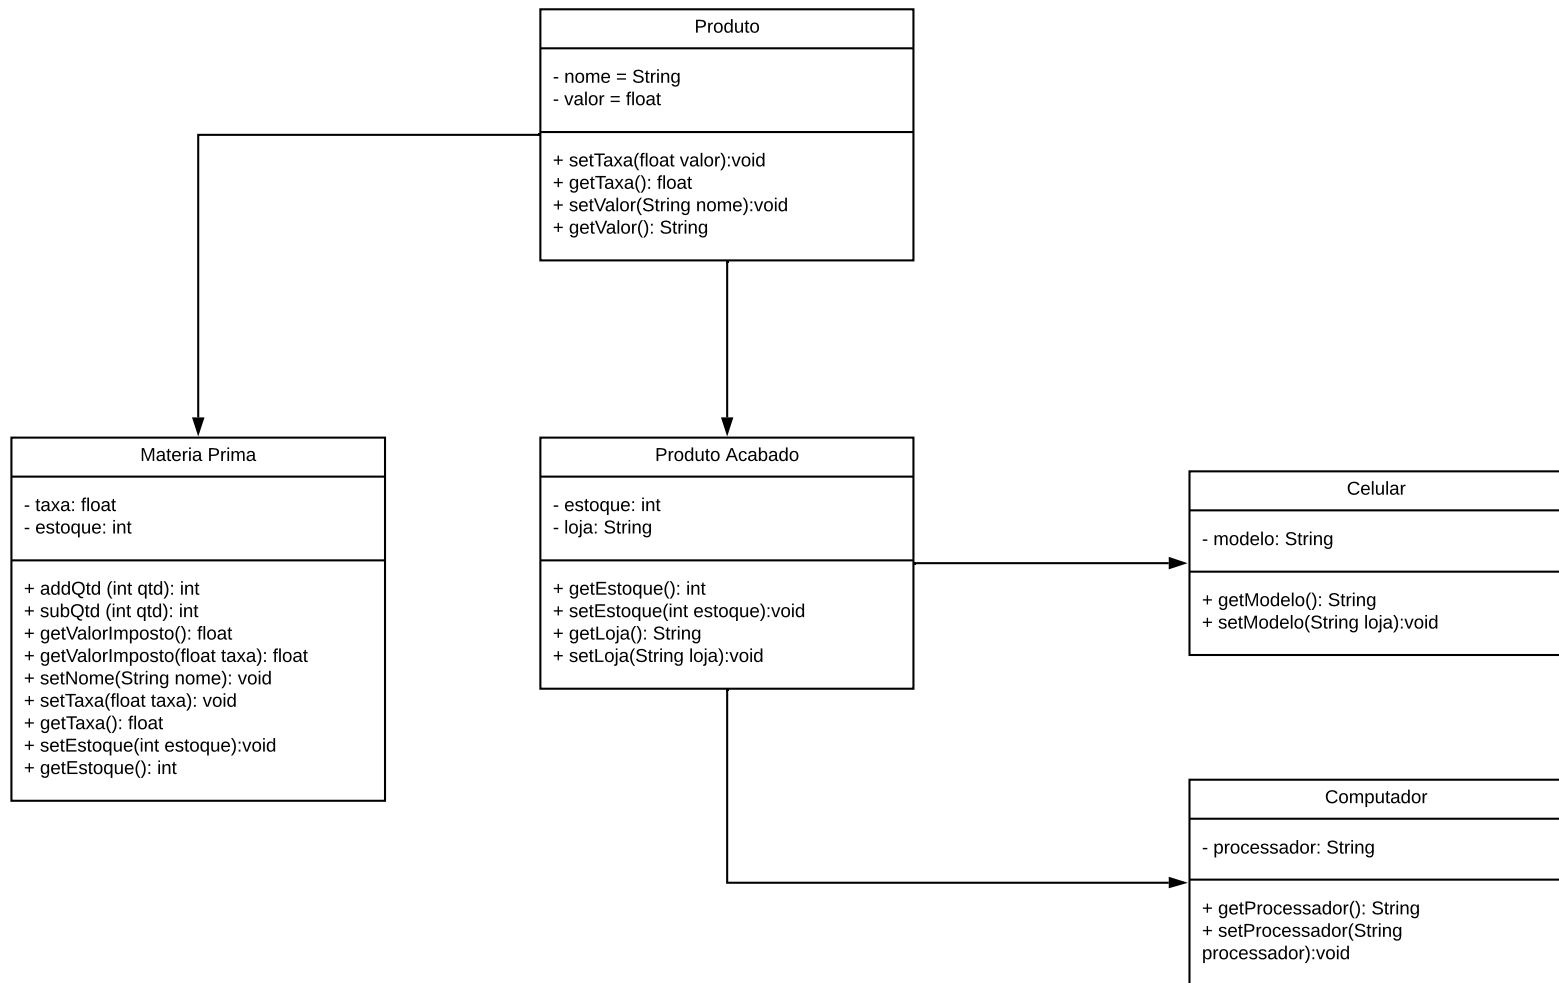 Produto
- nome = String
- valor = float
+ setTaxa(float valor):void
+ getTaxa(): float
+ setValor(String nome):void
+ getValor(): String
Materia Prima
- taxa: float
- estoque: int
+ addQtd (int qtd): int
+ subQtd (int qtd): int
+ getValorImposto(): float
+ getValorImposto(float taxa): float
+ setNome(String nome): void
+ setTaxa(float taxa): void
+ getTaxa(): float
+ setEstoque(int estoque):void
+ getEstoque(): int
Produto Acabado
- estoque: int
- loja: String
+ getEstoque(): int
+ setEstoque(int estoque):void
+ getLoja(): String
+ setLoja(String loja):void
Celular
- modelo: String
+ getModelo(): String
+ setModelo(String loja):void
Computador
- processador: String
+ getProcessador(): String
+ setProcessador(String
processador):void